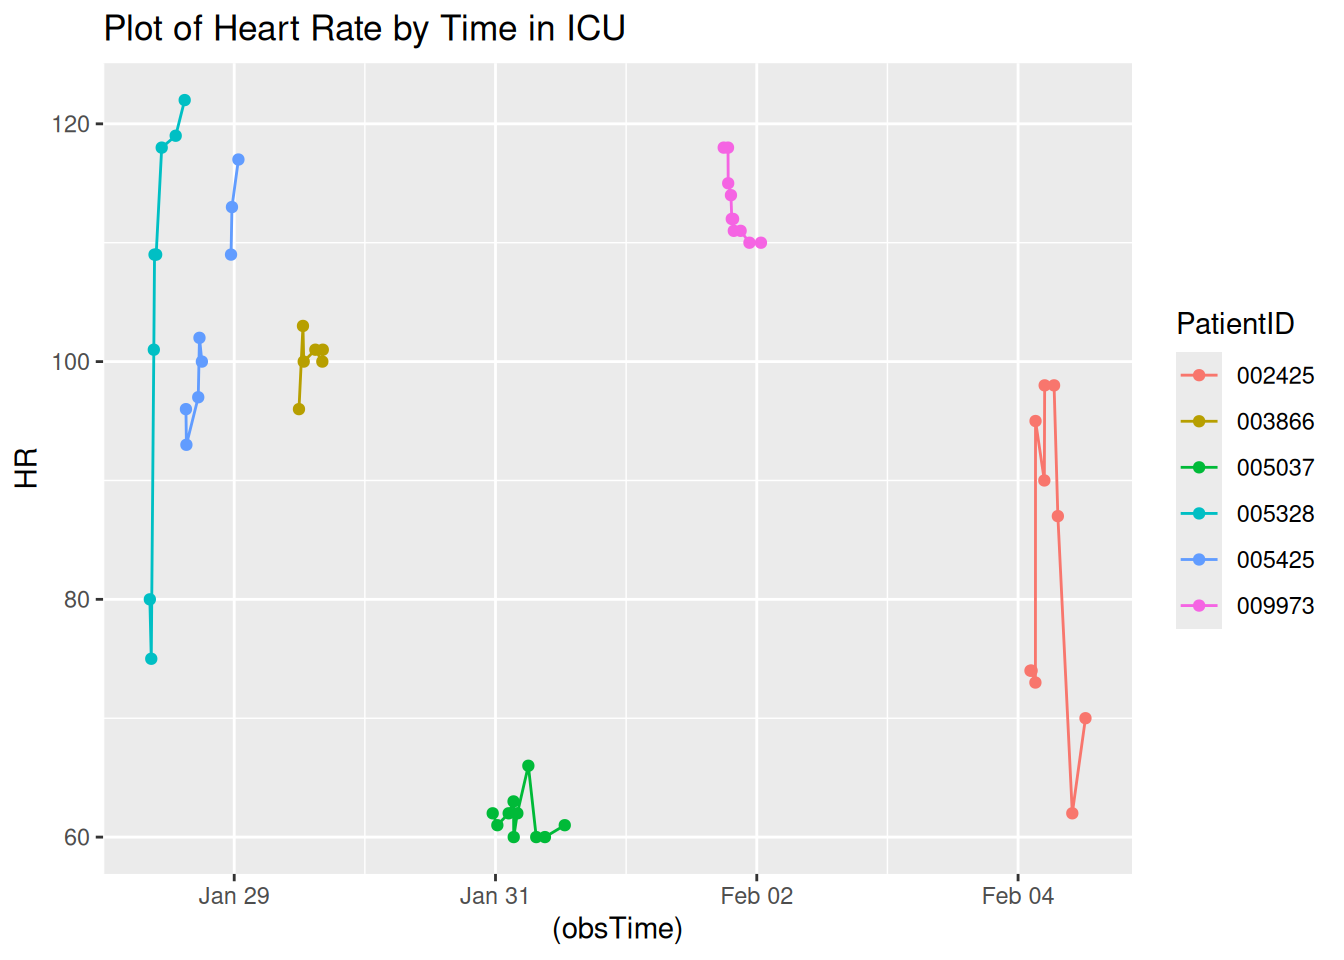 Plot of Heart Rate by Time in ICU
120
100
80
60
HR
Jan 29
Jan 31
Feb 02
Feb 04
(obsTime)
PatientID
002425
003866
005037
005328
005425
009973